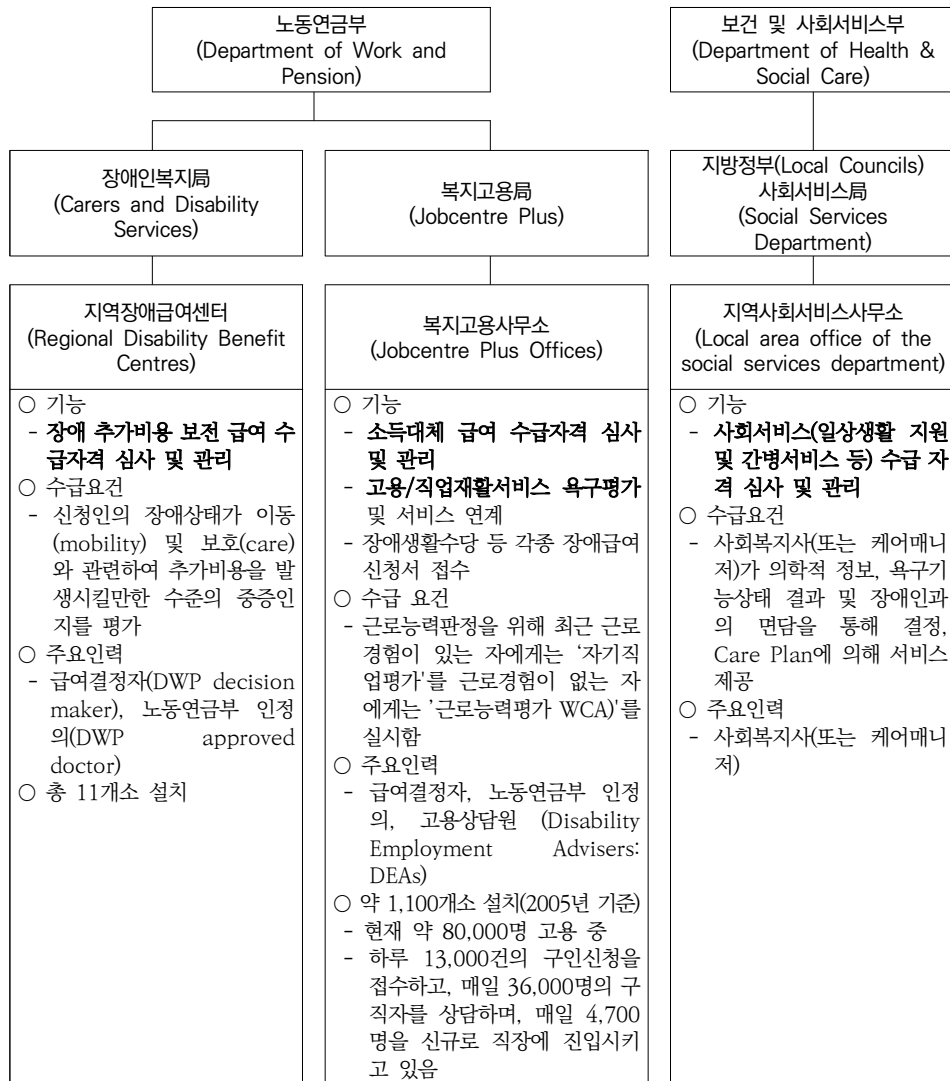 노동연금부
(Department of Work and
Pension)
보건 및 사회서비스부
(Department of Health &
Social Care)
장애인복지국
(Carers and Disability
Services)
복지고용국
(Jobcentre Plus)
지방정부(Local Councils)
사회서비스국
(Social Services
Department)
지역장애급여센터
(Regional Disability Benefit
Centres)
복지고용사무소
(Jobcentre Plus Offices)
지역사회서비스사무소
(Local area office of the
social services department)
○ 기능
- 장애 추가비용 보전 급여 수
급자격 심사 및 관리
○ 수급요건
- 신청인의 장애상태가 이동
(mobility) 및 보호(care)
와 관련하여 추가비용을 발
생시킬만한 수준의 중증인
지를 평가
○ 주요인력
- 급여결정자(DWP decision
maker), 노동연금부 인정
의(DWP approved
doctor)
○ 총 11개소 설치
○ 기능
- 소득대체 급여 수급자격 심사
및 관리
- 고용/직업재활서비스 욕구평가
및 서비스 연계
- 장애생활수당 등 각종 장애급여
신청서 접수
○ 수급 요건
- 근로능력판정을 위해 최근 근로
경험이 있는 자에게는 '자기직
업평가'를 근로경험이 없는 자
에게는 '근로능력평가 WCA)'를
실시함
○ 주요인력
- 급여결정자, 노동연금부 인정
의, 고용상담원 (Disability
Employment Advisers:
DEAs)
○ 약 1,100개소 설치(2005년 기준)
- 현재 약 80,000명 고용 중
- 하루 13,000건의 구인신청을
접수하고, 매일 36,000명의 구
직자를 상담하며, 매일 4,700
명을 신규로 직장에 진입시키
고 있음
○ 기능
- 사회서비스(일상생활 지원
및 간병서비스 등) 수급 자
격 심사 및 관리
○ 수급요건
- 사회복지사(또는 케어매니
저)가 의학적 정보, 욕구기
능상태 결과 및 장애인과
의 면담을 통해 결정,
Care Plan에 의해 서비스
제공
○ 주요인력
- 사회복지사(또는 케어매니
저)